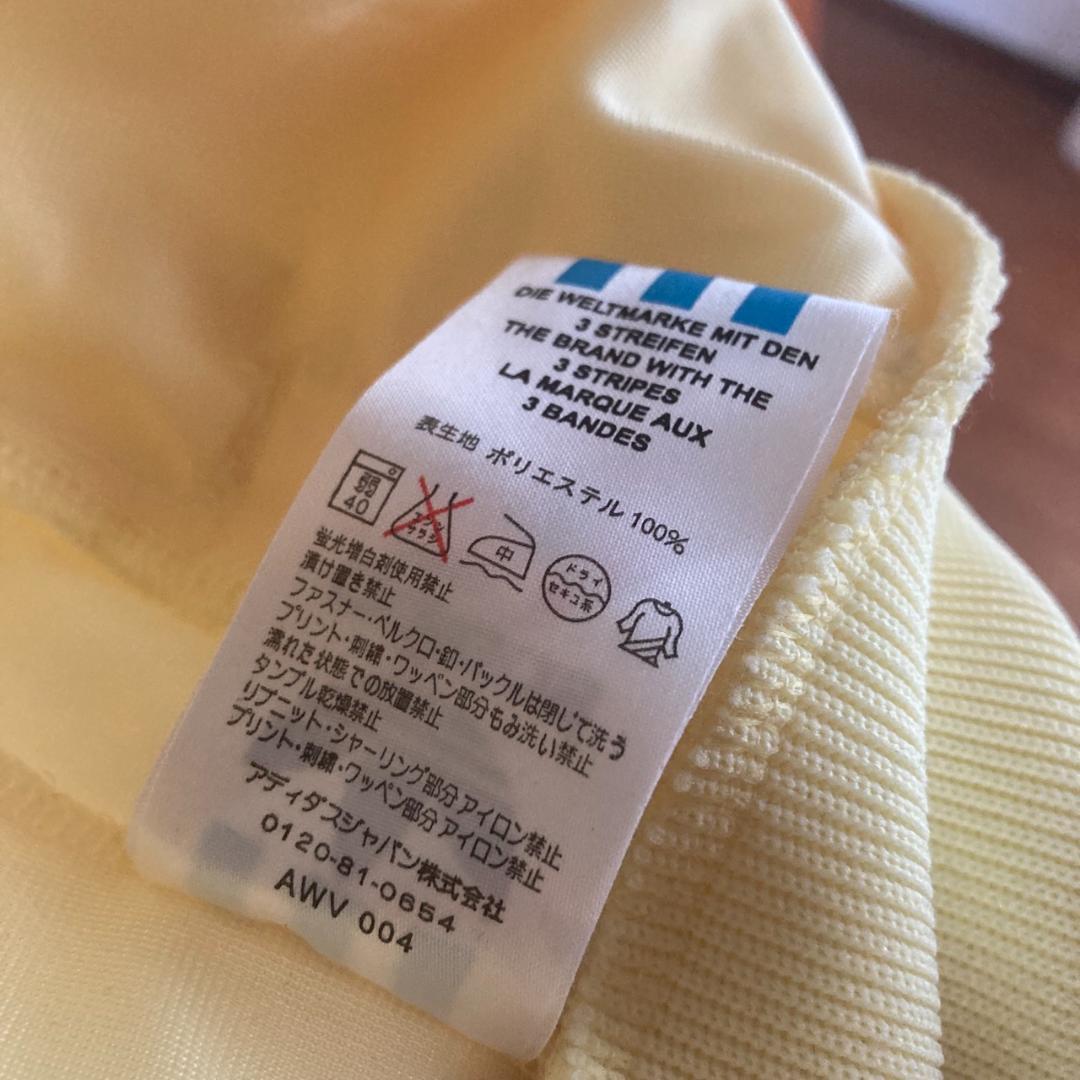 DIE WELTMARKE MIT DEN
3 STREIFEN
THE BRAND WITH THE
3 STRIPES
LA MARQUE AUX
3 BANDES
表生地 ポリエステル 100%
弱
40
エンソ
サラシ
中
ドライ
セキユ系
蛍光増白剤使用禁止
漬け置き禁止
ファスナー・ベルクロ・釦・バックルは閉じて洗う
プリント・刺繍・ワッペン部分もみ洗い禁止
濡れた状態での放置禁止
タンブル乾燥禁止
リブニット・シャーリング部分アイロン禁止
プリント・刺繍・ワッペン部分アイロン禁止
アディダスジャパン株式会社
0120-81-0654
AWV 004